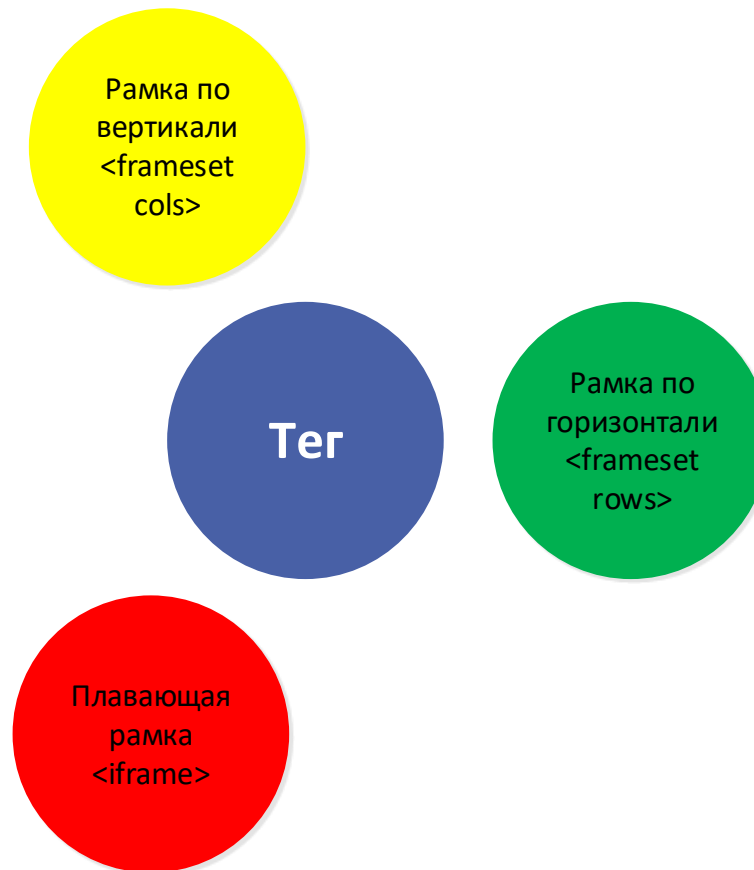 Рамка по
вертикали
<frameset
cols>
Тег
Рамка по
горизонтали
<frameset
rows>
Плавающая
рамка
<iframe>